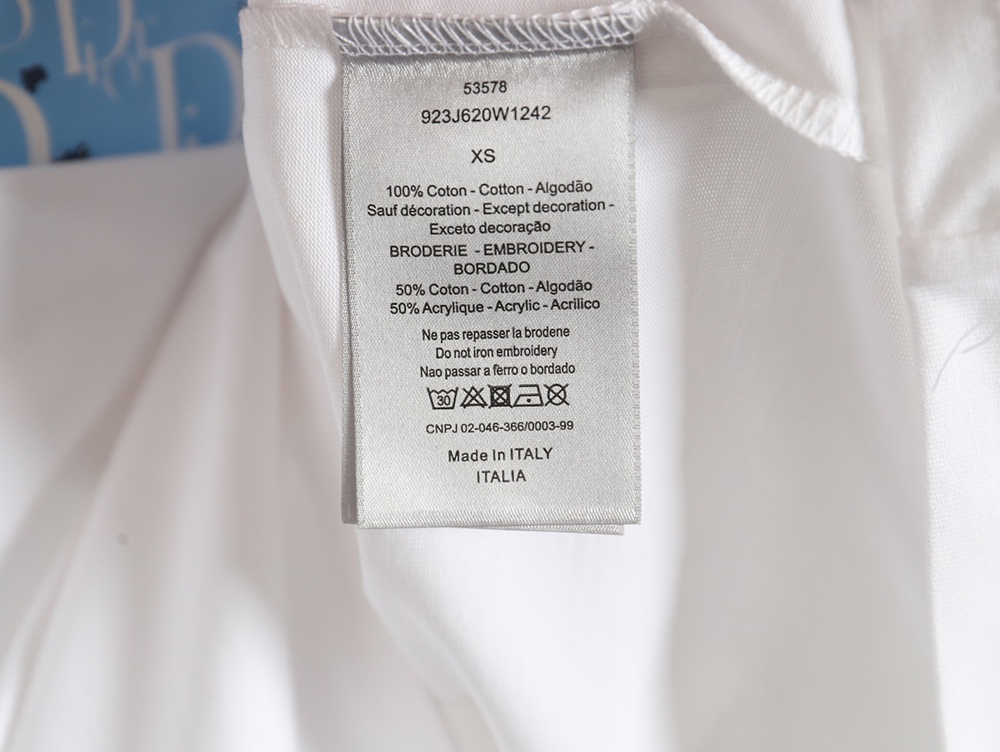 Dior
53578
923J620W1242
XS
100% Coton - Cotton - Algodão
Sauf décoration - Except decoration -
Exceto decoração
BRODERIE - EMBROIDERY -
BORDADO
50% Coton - Cotton - Algodão
50% Acrylique - Acrylic - Acrilico
Ne pas repasser la brodene
Do not iron embroidery
Nao passar a ferro o bordado
30
CNPJ 02-046-366/0003-99
Made In ITALY
ITALIA